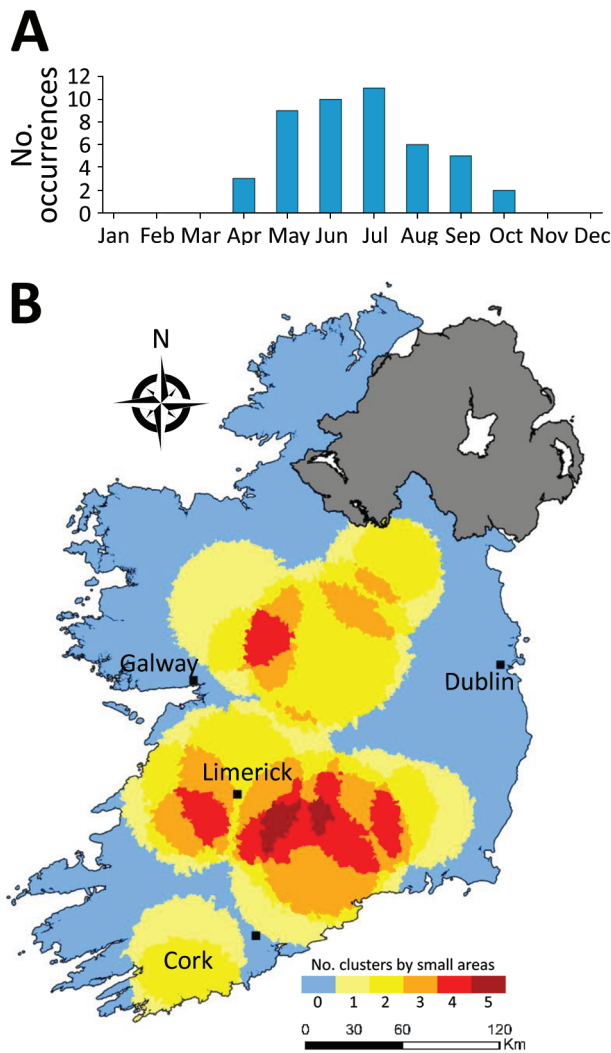 A
No.
occurrences
12
10
8
6
4
2
0
Jan Feb Mar Apr May Jun Jul Aug Sep Oct Nov Dec
B
N
Galway
Dublin
Limerick
Cork
No. clusters by small areas
0 1 2 3 4 5
0 30 60 120
Km